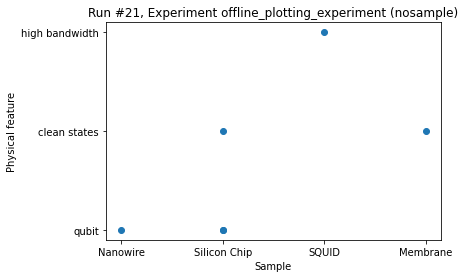 Run #21, Experiment offline_plotting_experiment (nosample)
high bandwidth
clean states
qubit
Physical feature
Nanowire Silicon Chip SQUID Membrane
Sample